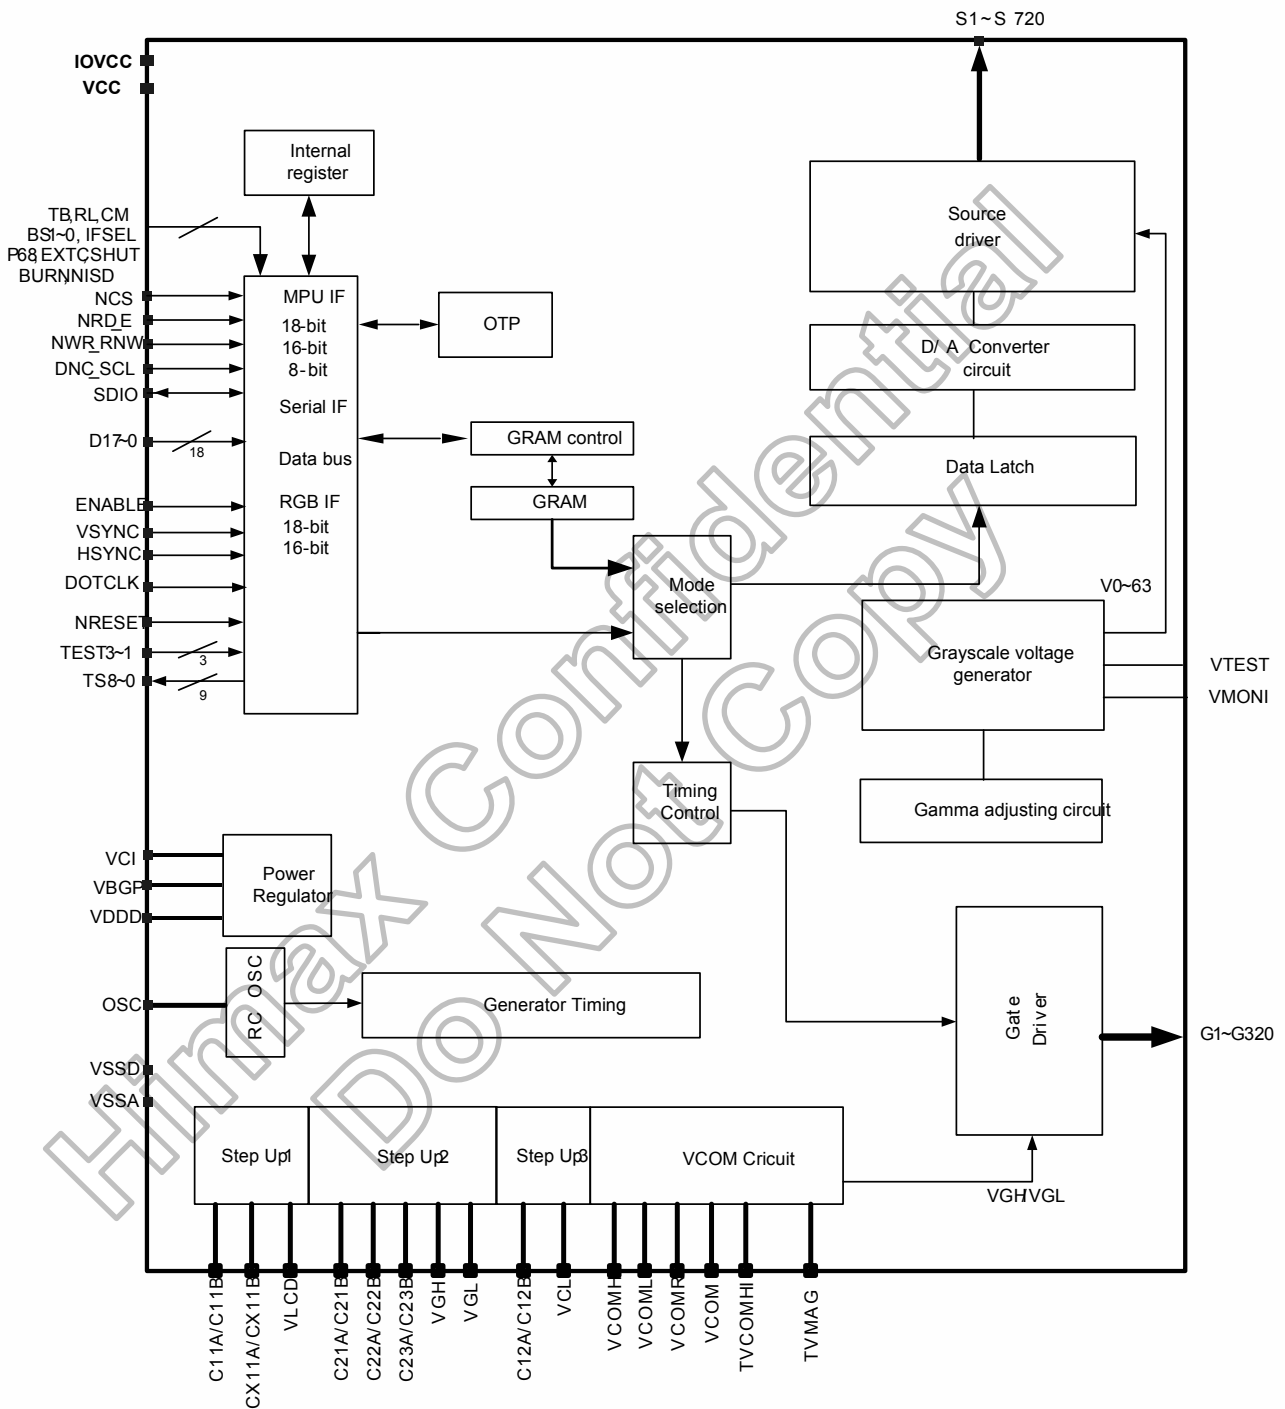 S1~S 720
IOVCC
VCC
Internal
register
TB,RL,CM
BS1~0, IFSEL
P68,EXTC,SHUT
BURN,NISD
NCS
NRD_E
NWR_RNW
DNC_SCL
SDIO
D17~0
18
ENABLE
VSYNC
HSYNC
DOTCLK
NRESET
TEST3~1
3
TS8~0
9
MPU IF
18-bit
16-bit
8-bit
Serial IF
Data bus
RGB IF
18-bit
16-bit
OTP
GRAM control
GRAM
Mode
selection
Timing
Control
Source
driver
D/ A Converter
circuit
Data Latch
V0~63
Grayscale voltage
generator
VTEST
VMONI
Gamma adjusting circuit
VCI
VBGP
VDDD
Power
Regulator
OSC
RC OSC
Generator Timing
Gate
Driver
G1~G320
VSSD
VSSA
Step Up1
Step Up2
Step Up3
VCOM Cricuit
VGH/VGL
C11A/C11B
CX11A/CX11B
VLCD
C21A/C21B
C22A/C22B
C23A/C23B
VGH
VGL
C12A/C12B
VCL
VCOMH
VCOML
VCOMR
VCOM
TVCOMHI
TVMAG
Himax Confidential
Do Not Copy